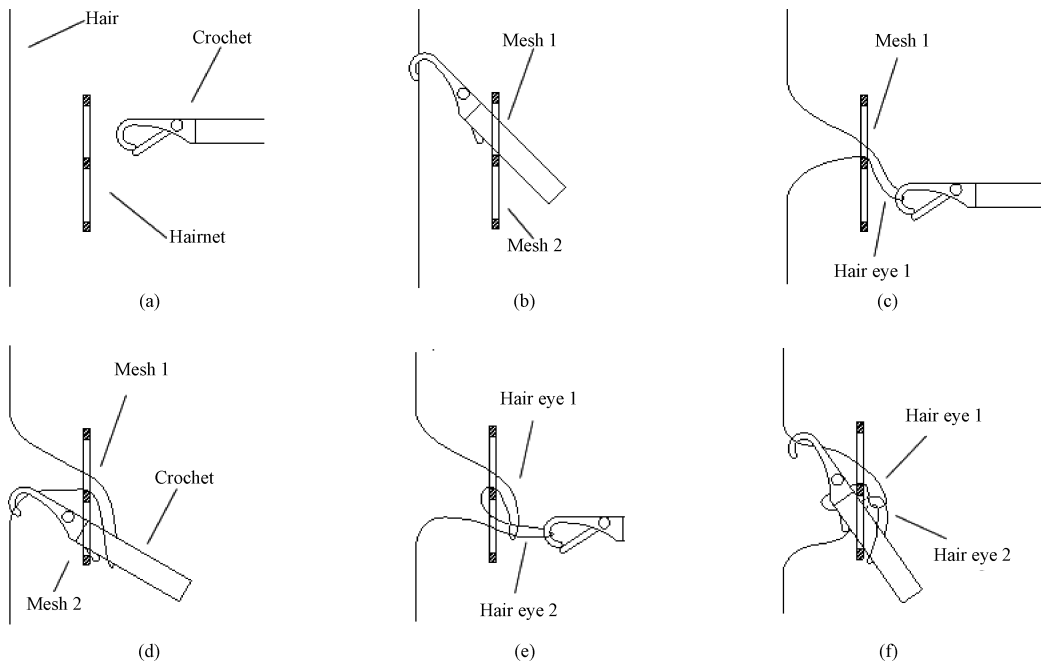 Hair
Crochet
Hairnet
(a)
Mesh 1
Mesh 2
(b)
Mesh 1
Hair eye 1
(c)
Mesh 1
Crochet
Mesh 2
(d)
Hair eye 1
Hair eye 2
(e)
Hair eye 1
Hair eye 2
(f)